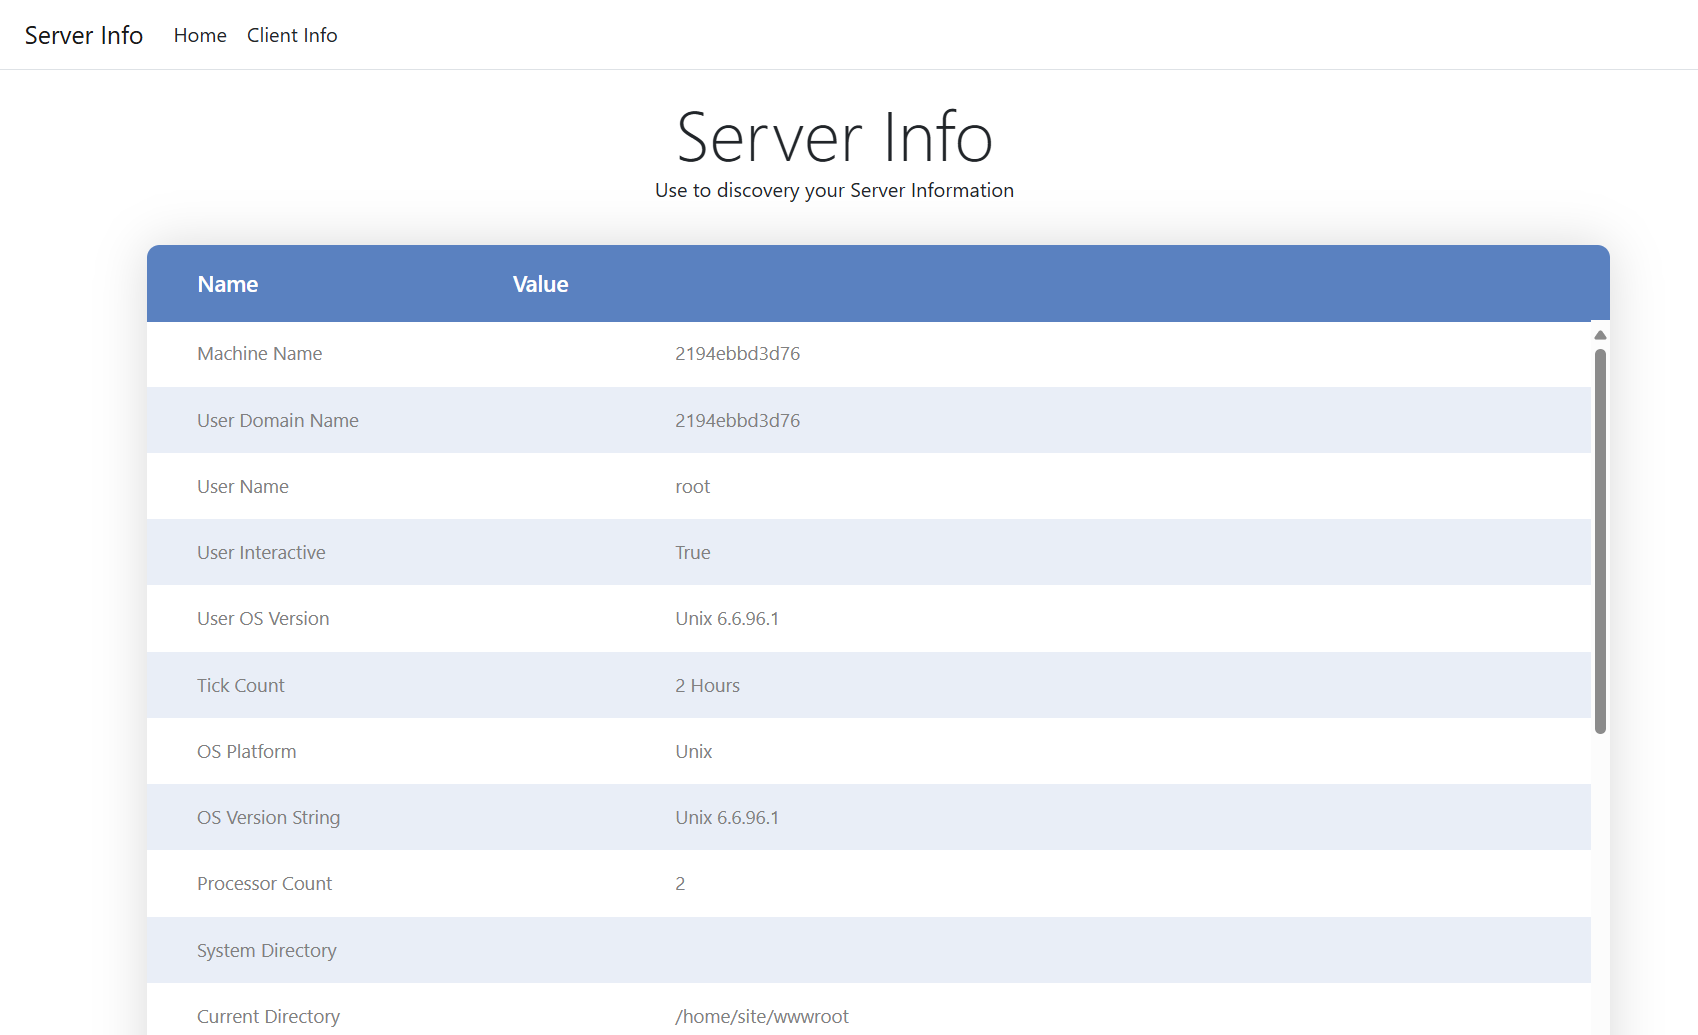 Server Info Home Client Info
Server Info
Use to discovery your Server Information
Name Value
Machine Name 2194ebbd3d76
User Domain Name 2194ebbd3d76
User Name root
User Interactive True
User OS Version Unix 6.6.96.1
Tick Count 2 Hours
OS Platform Unix
OS Version String Unix 6.6.96.1
Processor Count 2
System Directory
Current Directory /home/site/wwwroot